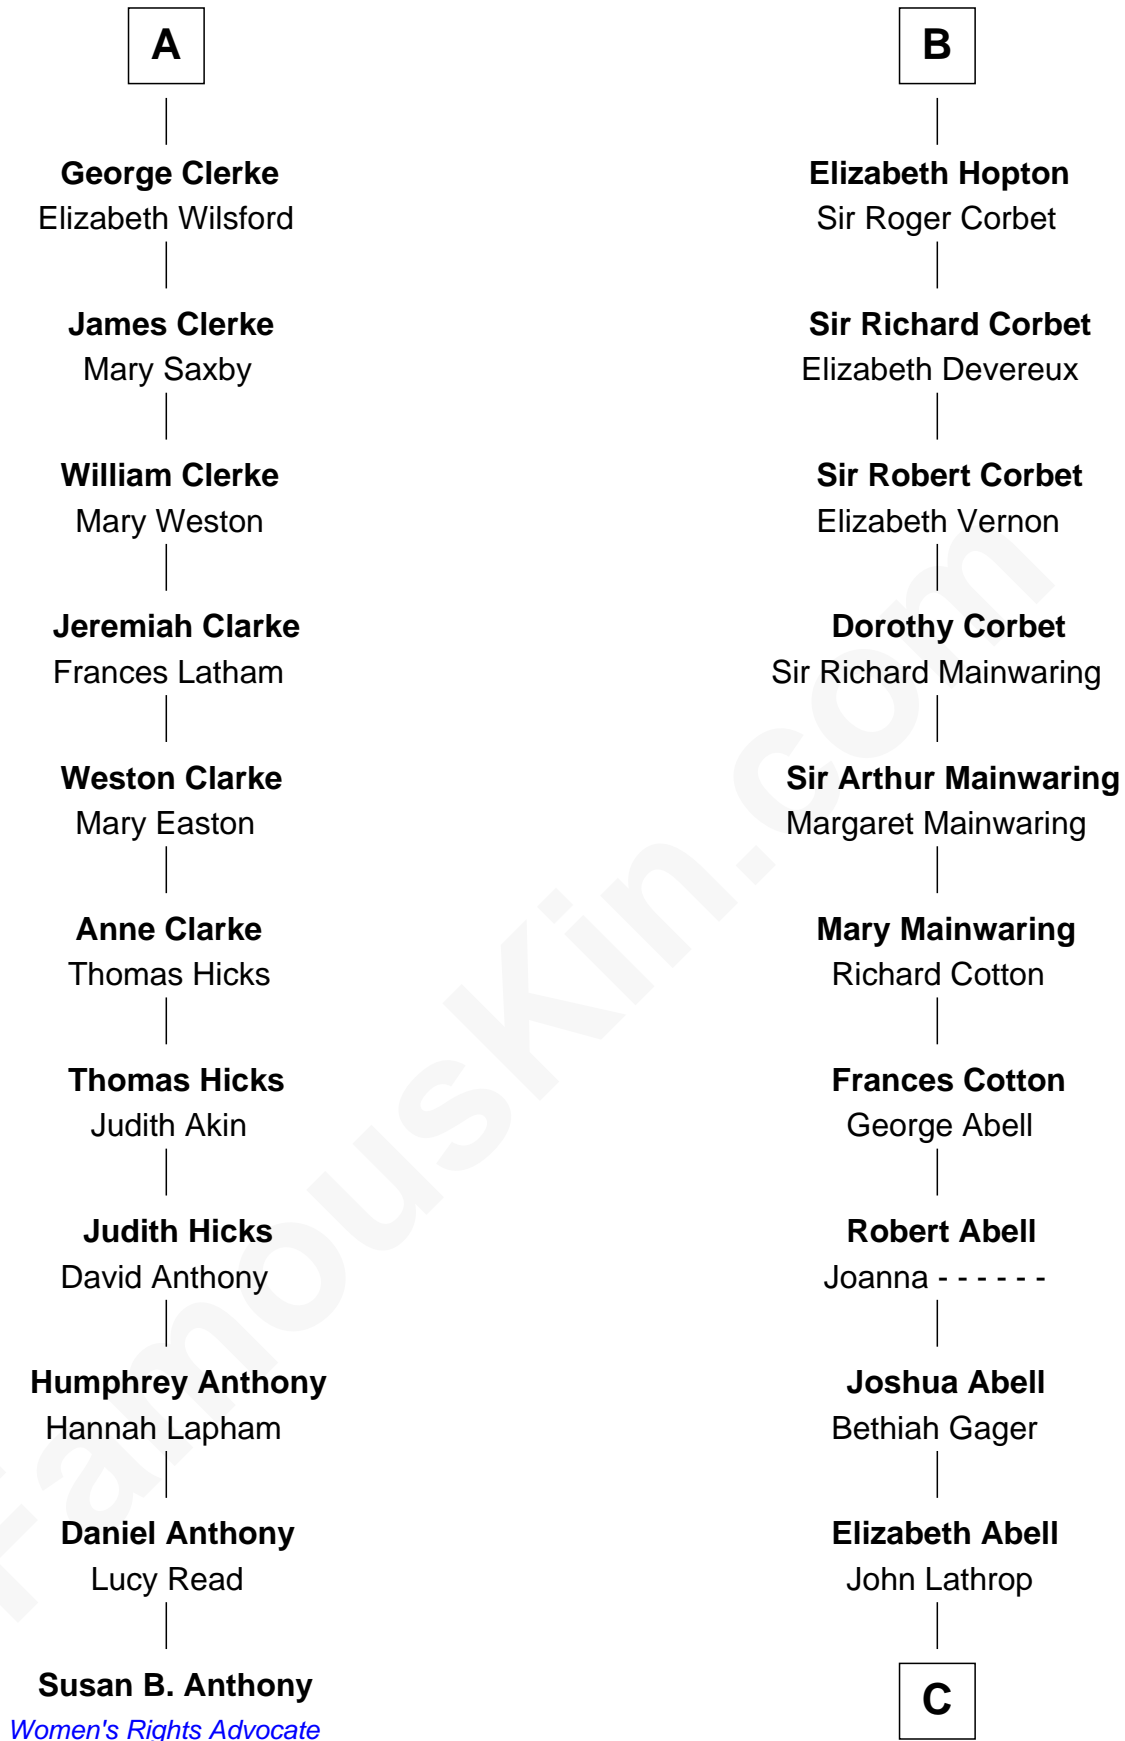 A
George Clerke
Elizabeth Wilsford
James Clerke
Mary Saxby
William Clerke
Mary Weston
Jeremiah Clarke
Frances Latham
Weston Clarke
Mary Easton
Anne Clarke
Thomas Hicks
Thomas Hicks
Judith Akin
Judith Hicks
David Anthony
Humphrey Anthony
Hannah Lapham
Daniel Anthony
Lucy Read
Susan B. Anthony
Women's Rights Advocate
B
Elizabeth Hopton
Sir Roger Corbet
Sir Richard Corbet
Elizabeth Devereux
Sir Robert Corbet
Elizabeth Vernon
Dorothy Corbet
Sir Richard Mainwaring
Sir Arthur Mainwaring
Margaret Mainwaring
Mary Mainwaring
Richard Cotton
Frances Cotton
George Abell
Robert Abell
Joanna - - - - - -
Joshua Abell
Bethiah Gager
Elizabeth Abell
John Lathrop
C
FamousKin.com